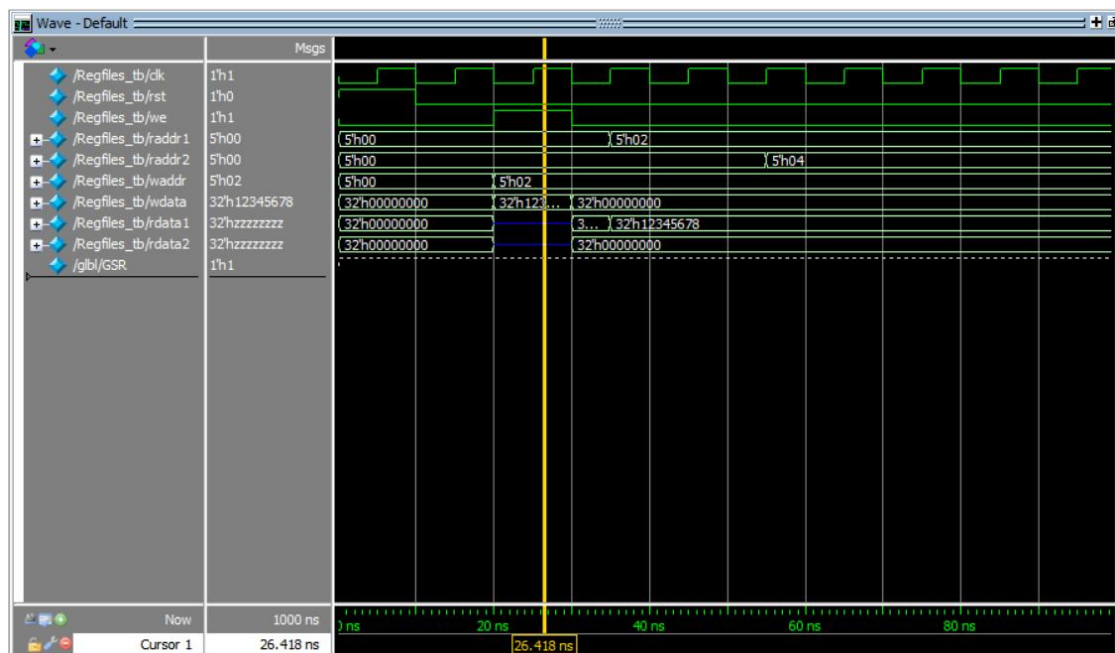 Wave - Default
Msgs
/Regfiles_tb/clk 1'h1
/Regfiles_tb/rst 1'h0
/Regfiles_tb/we 1'h1
/Regfiles_tb/raddr1 5'h00 5'h00 5'h02
/Regfiles_tb/raddr2 5'h00 5'h00 5'h04
/Regfiles_tb/waddr 5'h02 5'h00 5'h02
/Regfiles_tb/wdata 32'h12345678 32'h00000000 32'h123... 32'h00000000
/Regfiles_tb/rdata1 32'hzzzzzzzz 32'h00000000 3... 32'h12345678
/Regfiles_tb/rdata2 32'hzzzzzzzz 32'h00000000 32'h00000000
/glbl/GSR 1'h1
Now 1000 ns ns 20 ns 40 ns 60 ns 80 ns
Cursor 1 26.418 ns 26.418 ns